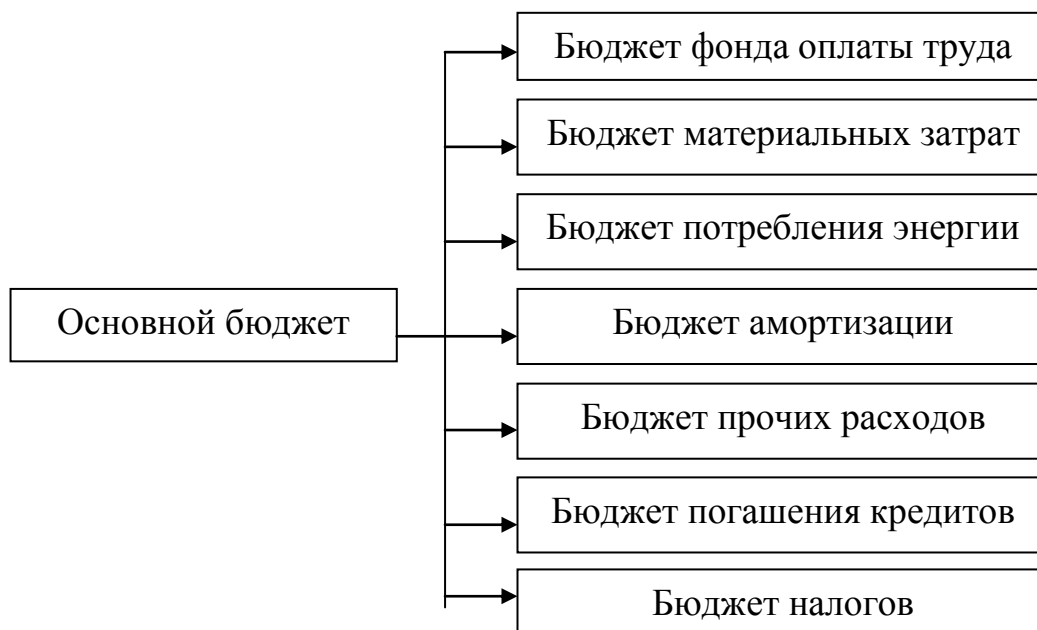 Бюджет фонда оплаты труда
Бюджет материальных затрат
Бюджет потребления энергии
Основной бюджет
Бюджет амортизации
Бюджет прочих расходов
Бюджет погашения кредитов
Бюджет налогов